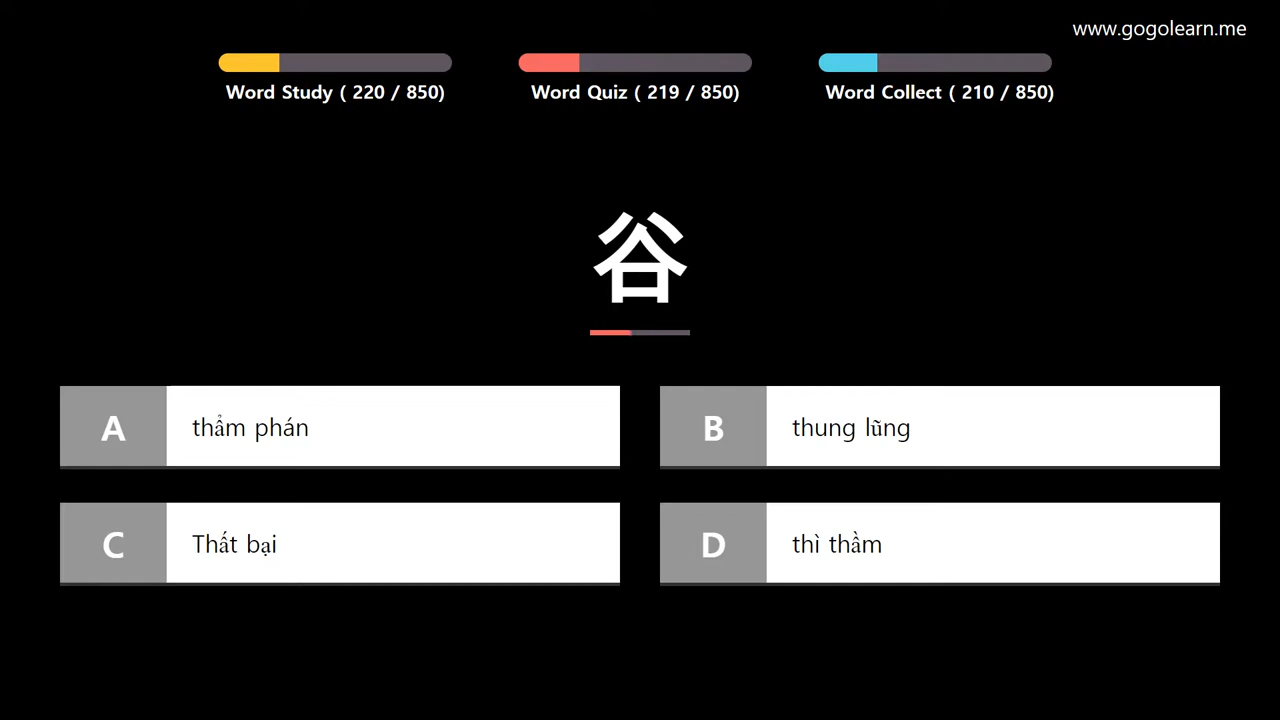 www.gogolearn.me
Word Study ( 220 / 850)
Word Quiz ( 219 / 850)
Word Collect ( 210 / 850)
谷
A thẩm phán
B thung lũng
C Thất bại
D thì thầm